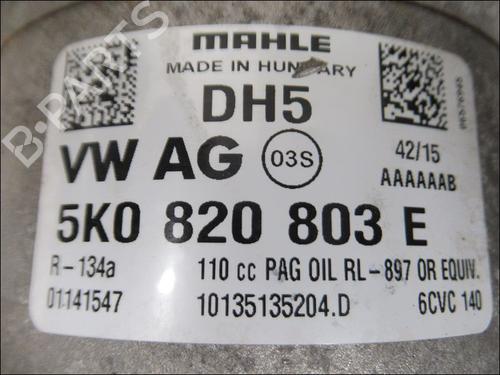 MAHLE
MADE IN HUNGARY
DH5
VW AG 03S 42/15
AAAAAAB
5K0 820 803 E
R-134a 110 cc PAG OIL RL-897 OR EQUIV.
01141547 10135135204.D 6CVC 140
B-PARTS